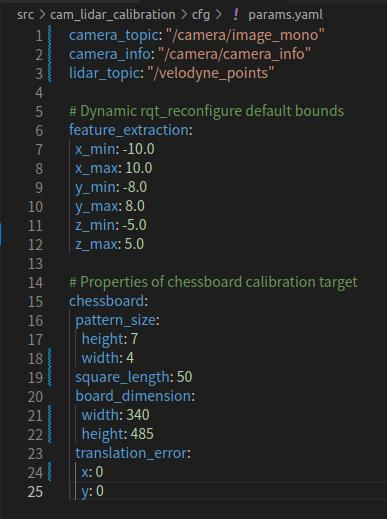 src > cam_lidar_calibration > cfg > ! params.yaml
1 camera_topic: "/camera/image_mono"
2 camera_info: "/camera/camera_info"
3 lidar_topic: "/velodyne_points"
4
5 # Dynamic rqt_reconfigure default bounds
6 feature_extraction:
7 x_min: -10.0
8 x_max: 10.0
9 y_min: -8.0
10 y_max: 8.0
11 z_min: -5.0
12 z_max: 5.0
13
14 # Properties of chessboard calibration target
15 chessboard:
16 pattern_size:
17 height: 7
18 width: 4
19 square_length: 50
20 board_dimension:
21 width: 340
22 height: 485
23 translation_error:
24 x: 0
25 y: 0